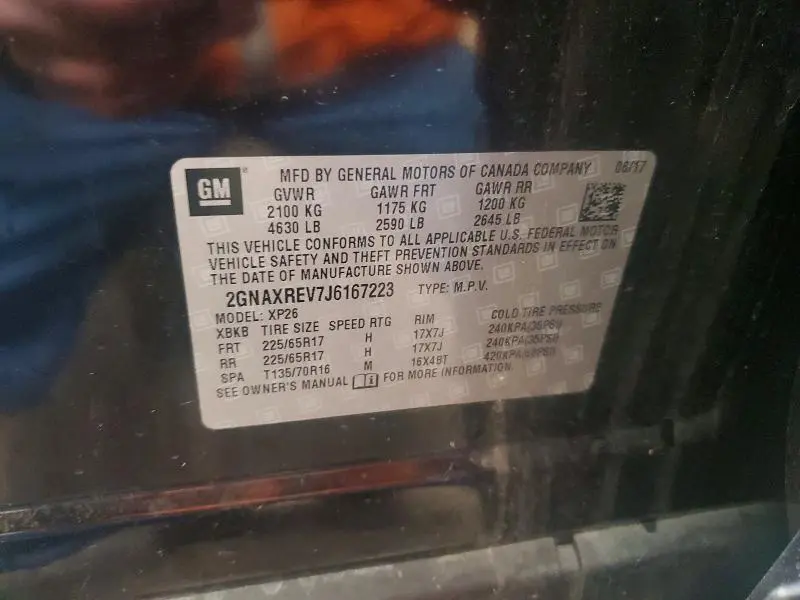 GM
MFD BY GENERAL MOTORS OF CANADA COMPANY 08/17
GVWR GAWR FRT GAWR RR
2100 KG 1175 KG 1200 KG
4630 LB 2590 LB 2645 LB
THIS VEHICLE CONFORMS TO ALL APPLICABLE U.S. FEDERAL MOTOR
VEHICLE SAFETY AND THEFT PREVENTION STANDARDS IN EFFECT ON
THE DATE OF MANUFACTURE SHOWN ABOVE.
2GNAXREV7J6167223 TYPE: M.P.V.
MODEL: XP26
XBKB TIRE SIZE SPEED RTG RIM COLD TIRE PRESSURE
FRT 225/65R17 H 17X7J 240KPA(35PSI)
RR 225/65R17 H 17X7J 240KPA(35PSI)
SPA T135/70R16 M 16X4BT 420KPA(60PSI)
SEE OWNER'S MANUAL FOR MORE INFORMATION.